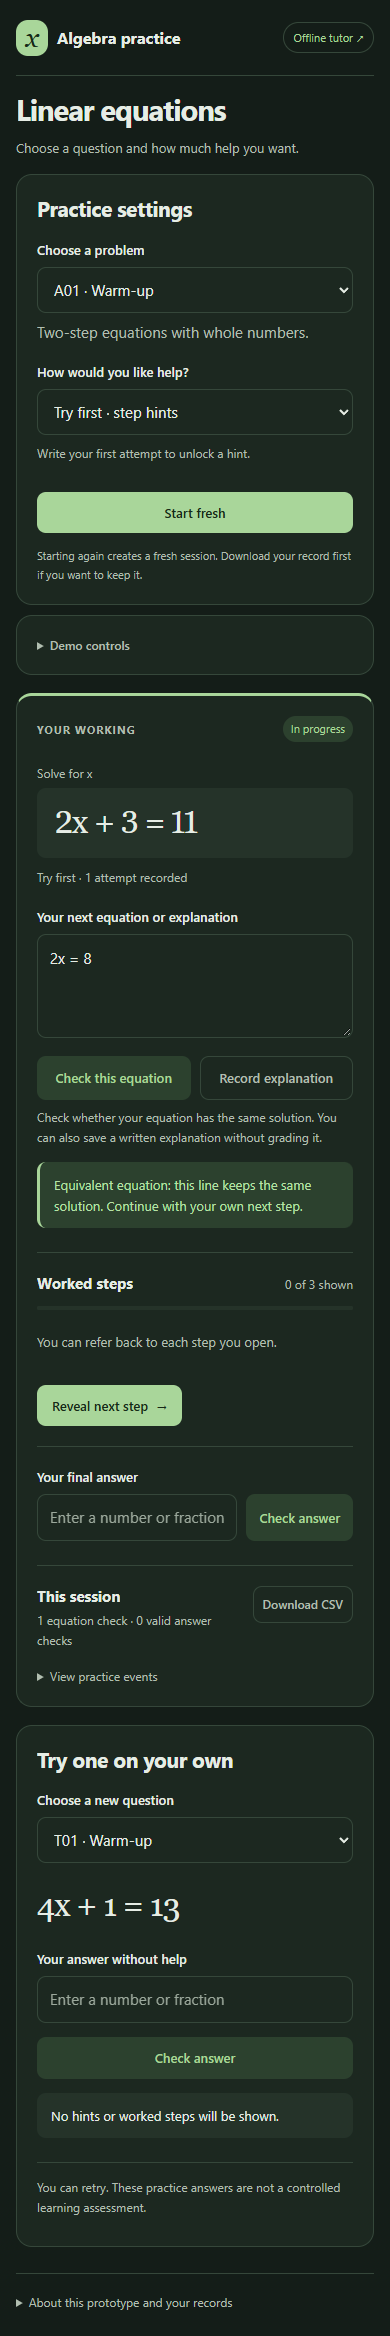 x Algebra practice Offline tutor ↗
Linear equations
Choose a question and how much help you want.
Practice settings
Choose a problem
A01 · Warm-up
Two-step equations with whole numbers.
How would you like help?
Try first · step hints
Write your first attempt to unlock a hint.
Start fresh
Starting again creates a fresh session. Download your record first
if you want to keep it.
▶ Demo controls
YOUR WORKING In progress
Solve for x
2x + 3 = 11
Try first · 1 attempt recorded
Your next equation or explanation
2x = 8
Check this equation Record explanation
Check whether your equation has the same solution. You
can also save a written explanation without grading it.
Equivalent equation: this line keeps the same
solution. Continue with your own next step.
Worked steps 0 of 3 shown
You can refer back to each step you open.
Reveal next step →
Your final answer
Enter a number or fraction Check answer
This session Download CSV
1 equation check · 0 valid answer
checks
▶ View practice events
Try one on your own
Choose a new question
T01 · Warm-up
4x + 1 = 13
Your answer without help
Enter a number or fraction
Check answer
No hints or worked steps will be shown.
You can retry. These practice answers are not a controlled
learning assessment.
▶ About this prototype and your records